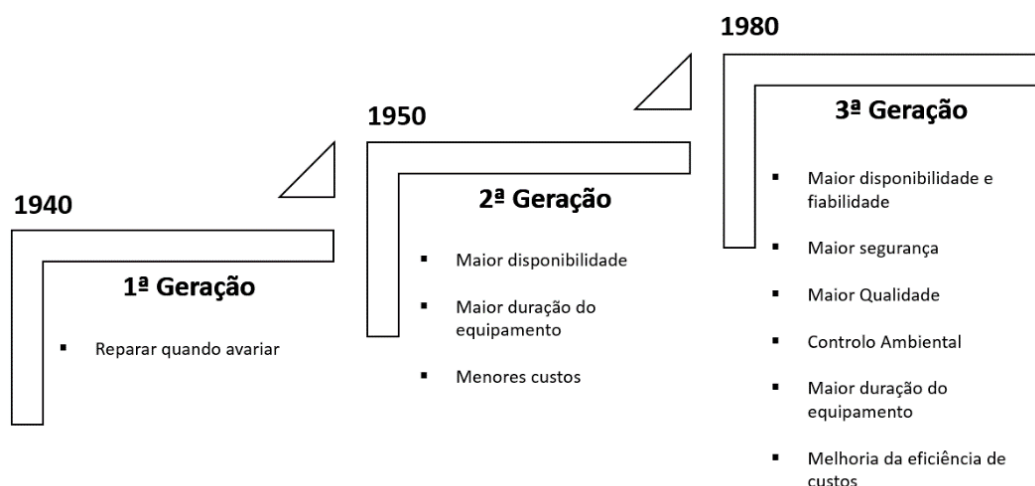 1940
1ª Geração
▪ Reparar quando avariar
1950
2ª Geração
▪ Maior disponibilidade
▪ Maior duração do
equipamento
▪ Menores custos
1980
3ª Geração
▪ Maior disponibilidade e
fiabilidade
▪ Maior segurança
▪ Maior Qualidade
▪ Controlo Ambiental
▪ Maior duração do
equipamento
▪ Melhoria da eficiência de
custos